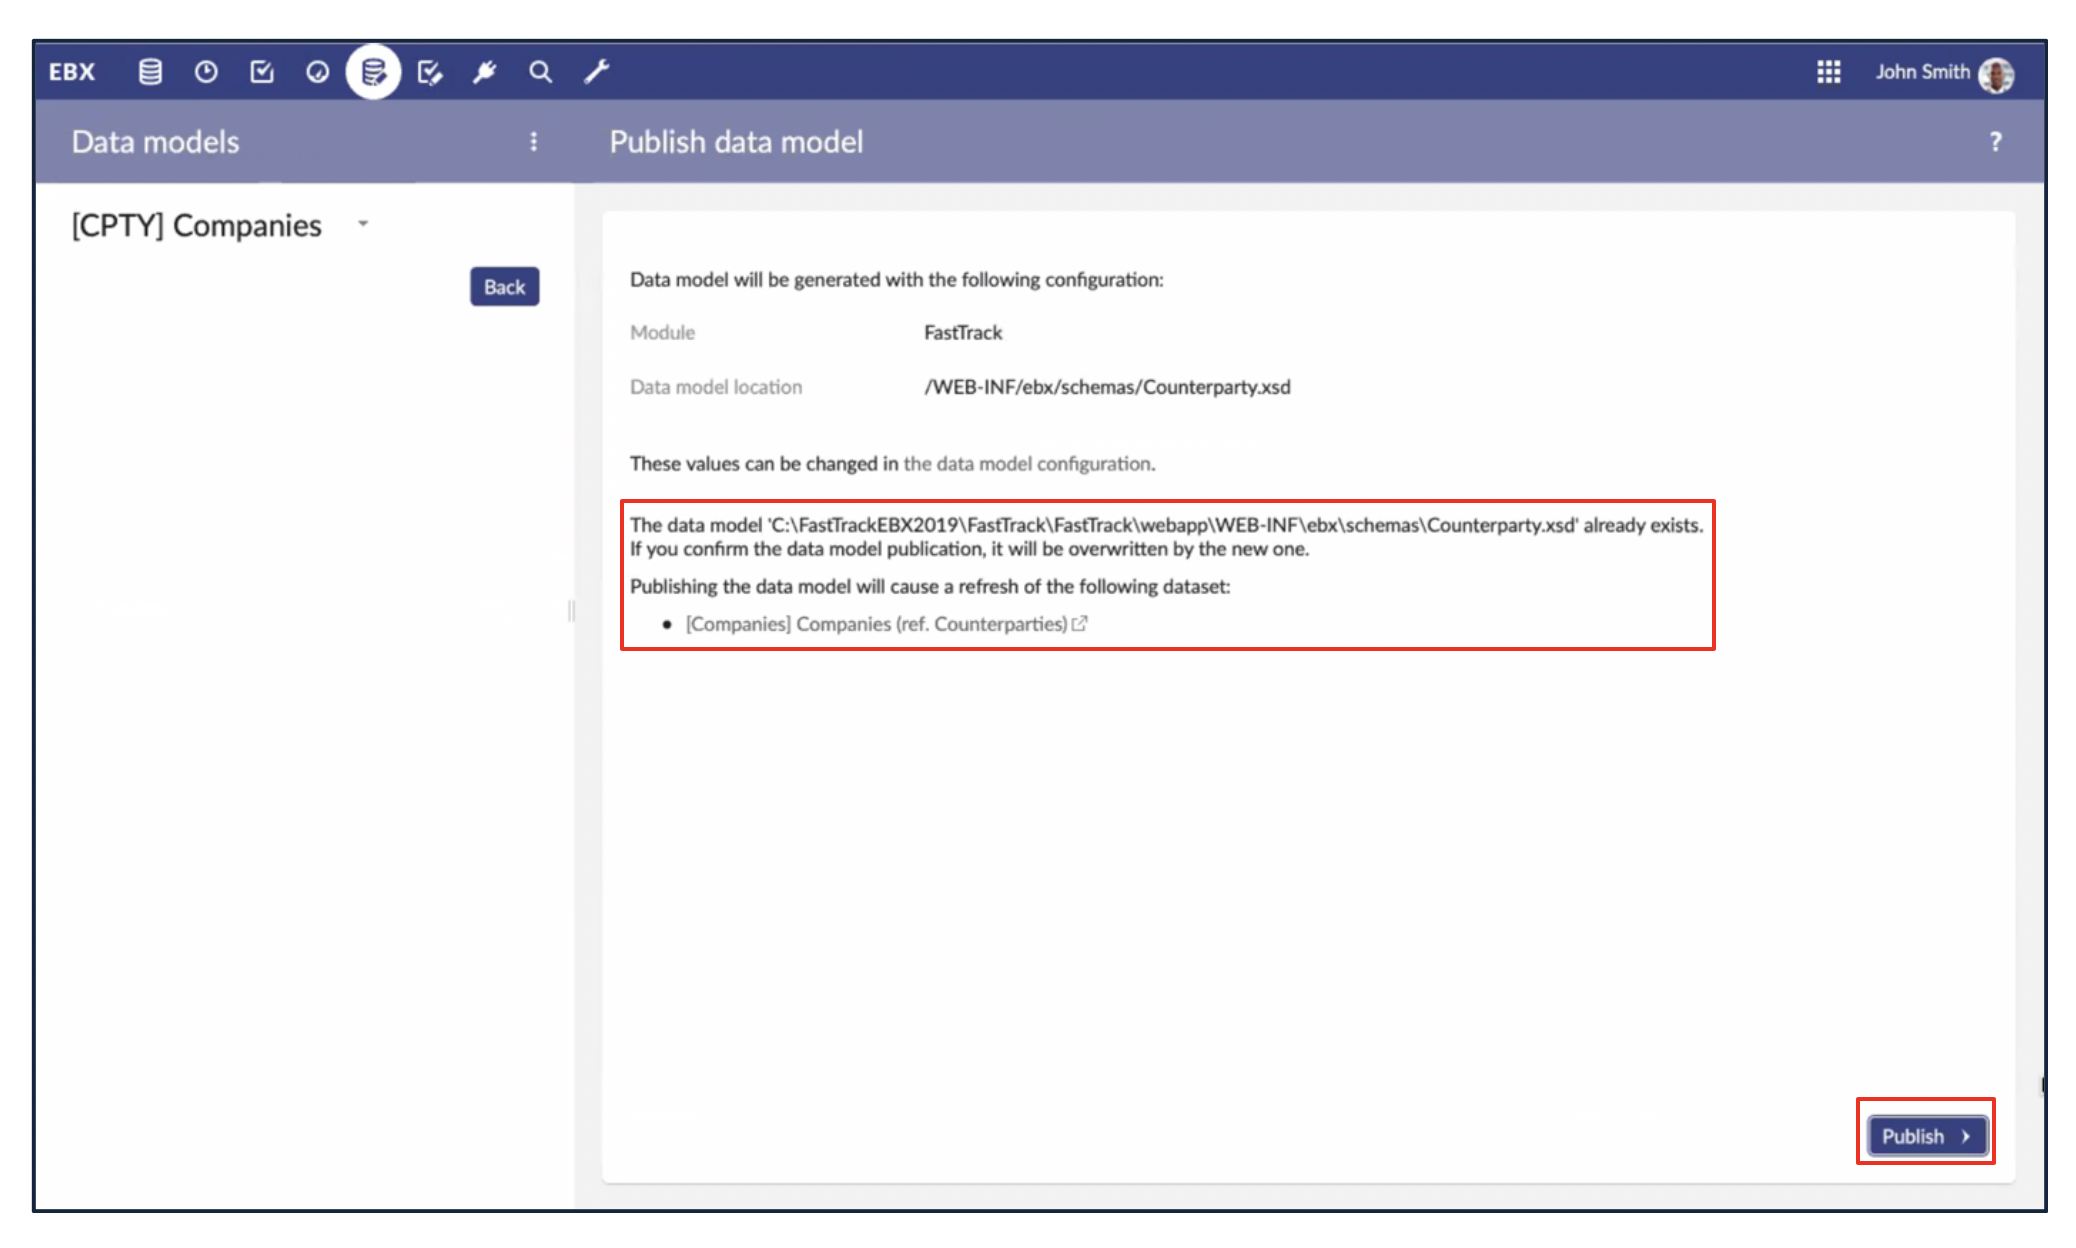 EBX
John Smith
Data models
Publish data model
?
[CPTY] Companies
Back
Data model will be generated with the following configuration:
Module FastTrack
Data model location /WEB-INF/ebx/schemas/Counterparty.xsd
These values can be changed in the data model configuration.
The data model 'C:\FastTrackEBX2019\FastTrack\FastTrack\webapp\WEB-INF\ebx\schemas\Counterparty.xsd' already exists.
If you confirm the data model publication, it will be overwritten by the new one.
Publishing the data model will cause a refresh of the following dataset:
• [Companies] Companies (ref. Counterparties)
Publish